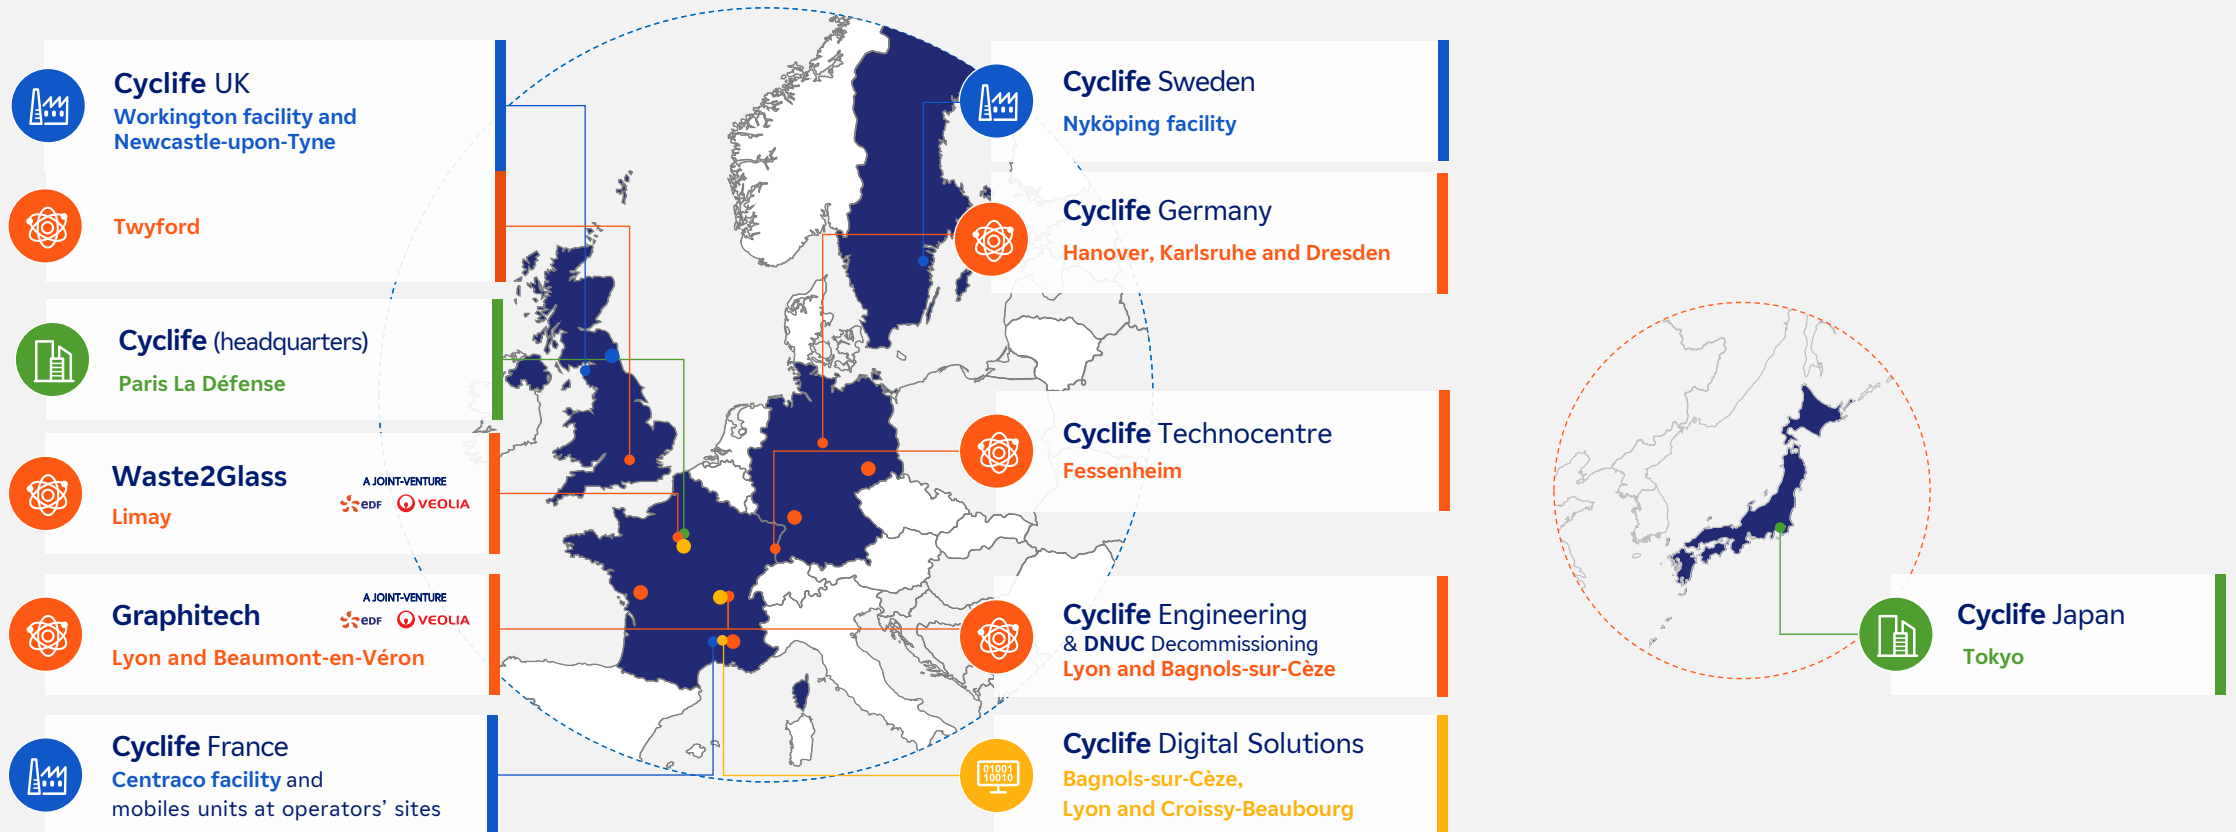 Cyclife UK
Workington facility and
Newcastle-upon-Tyne
Twyford
Cyclife (headquarters)
Paris La Défense
Waste2Glass
Limay
A JOINT-VENTURE
eDF VEOLIA
Graphitech
Lyon and Beaumont-en-Véron
A JOINT-VENTURE
eDF VEOLIA
Cyclife France
Centraco facility and
mobiles units at operators’ sites
Cyclife Sweden
Nyköping facility
Cyclife Germany
Hanover, Karlsruhe and Dresden
Cyclife Technocentre
Fessenheim
Cyclife Engineering
& DNUC Decommissioning
Lyon and Bagnols-sur-Cèze
01001
10010
Cyclife Digital Solutions
Bagnols-sur-Cèze,
Lyon and Croissy-Beaubourg
Cyclife Japan
Tokyo